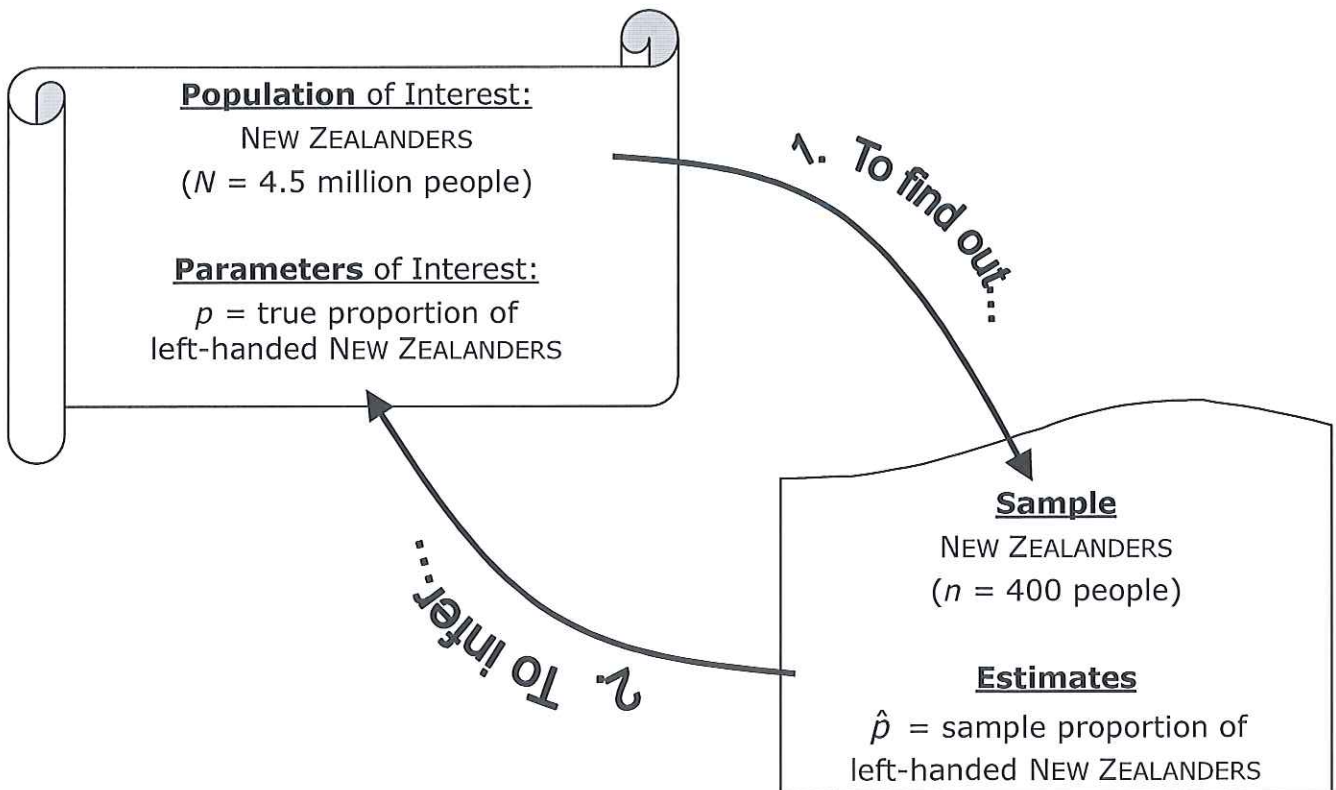 Population of Interest:
NEW ZEALANDERS
(N = 4.5 million people)
Parameters of Interest:
p = true proportion of
left-handed NEW ZEALANDERS
1. To find out...
Sample
NEW ZEALANDERS
(n = 400 people)
Estimates
p̂ = sample proportion of
left-handed NEW ZEALANDERS
2. To infer...